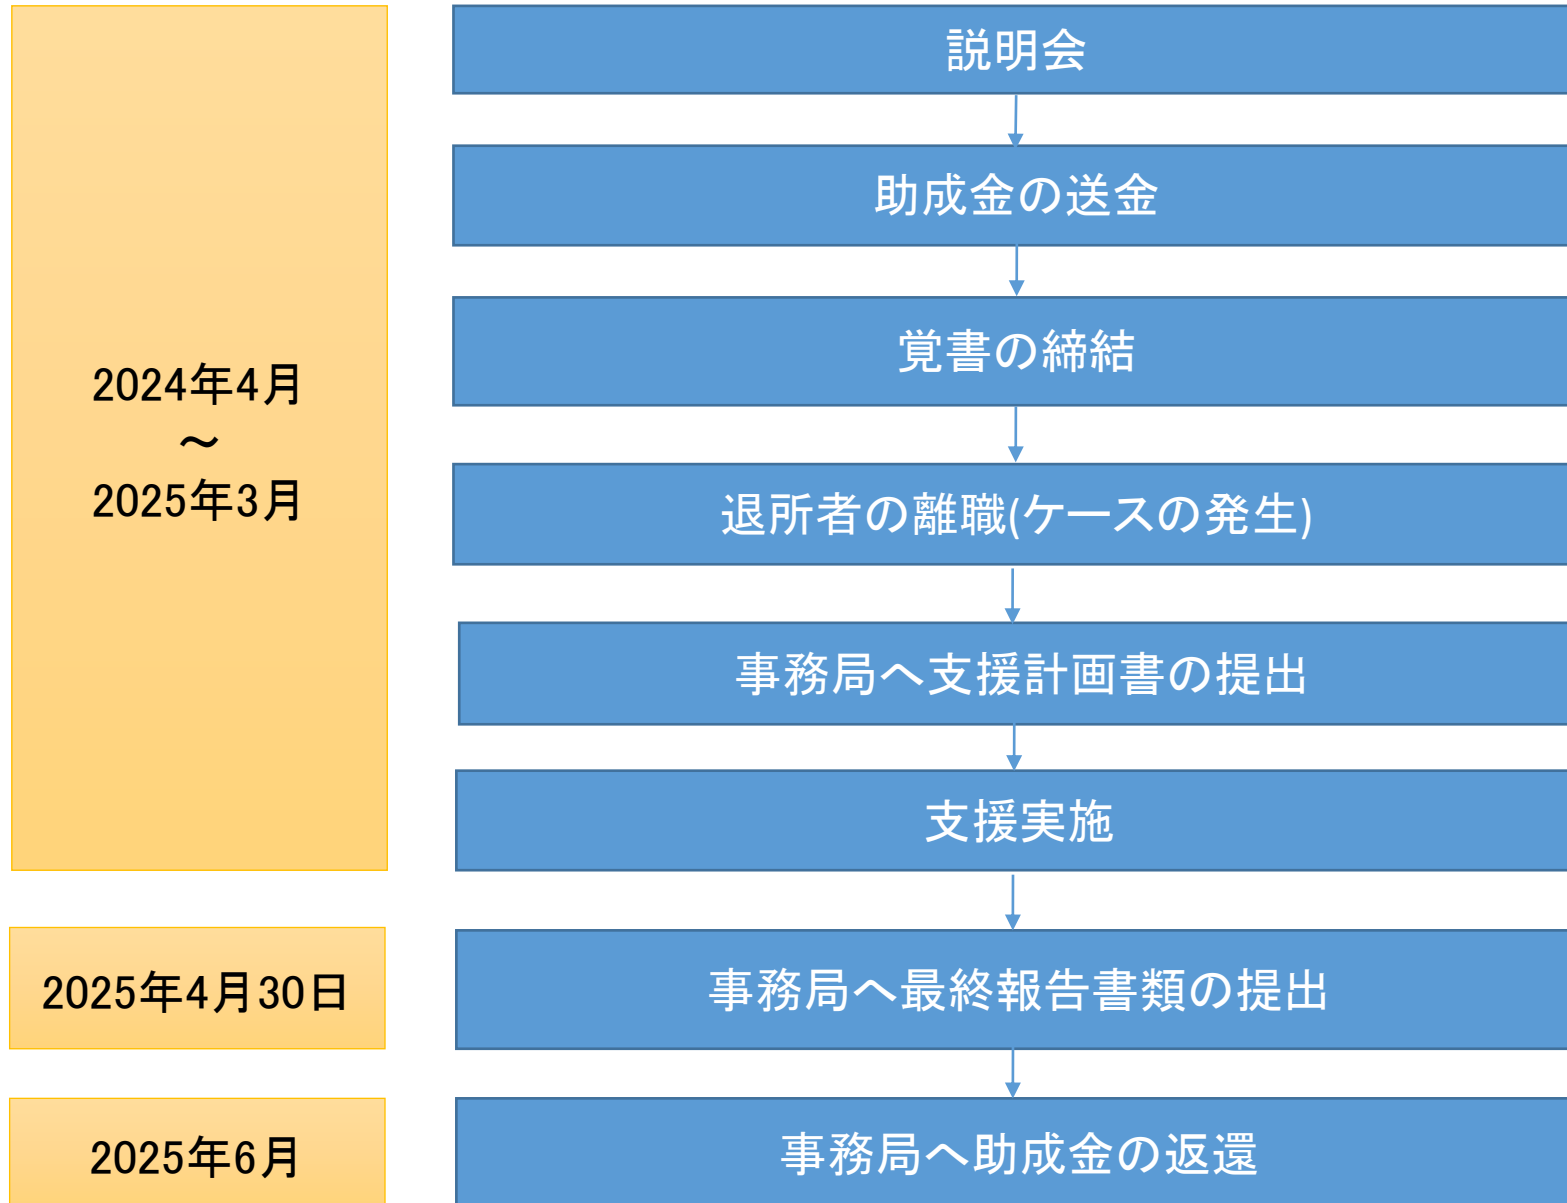 説明会
助成金の送金
覚書の締結
2024年4月
～
2025年3月
退所者の離職(ケースの発生)
事務局へ支援計画書の提出
支援実施
2025年4月30日
事務局へ最終報告書類の提出
2025年6月
事務局へ助成金の返還